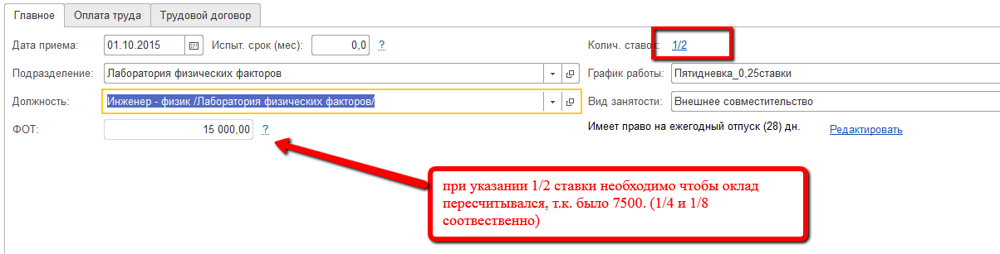 Главное Оплата труда Трудовой договор
Дата приема: 01.10.2015 Испыт. срок (мес): 0,0 ? Колич. ставок: 1/2
Подразделение: Лаборатория физических факторов График работы: Пятидневка_0,25ставки
Должность: Инженер - физик /Лаборатория физических факторов/ Вид занятости: Внешнее совместительство
ФОТ: 15 000,00 ? Имеет право на ежегодный отпуск (28) дн. Редактировать
при указании 1/2 ставки необходимо чтобы оклад
пересчитывался, т.к. было 7500. (1/4 и 1/8
соотвественно)